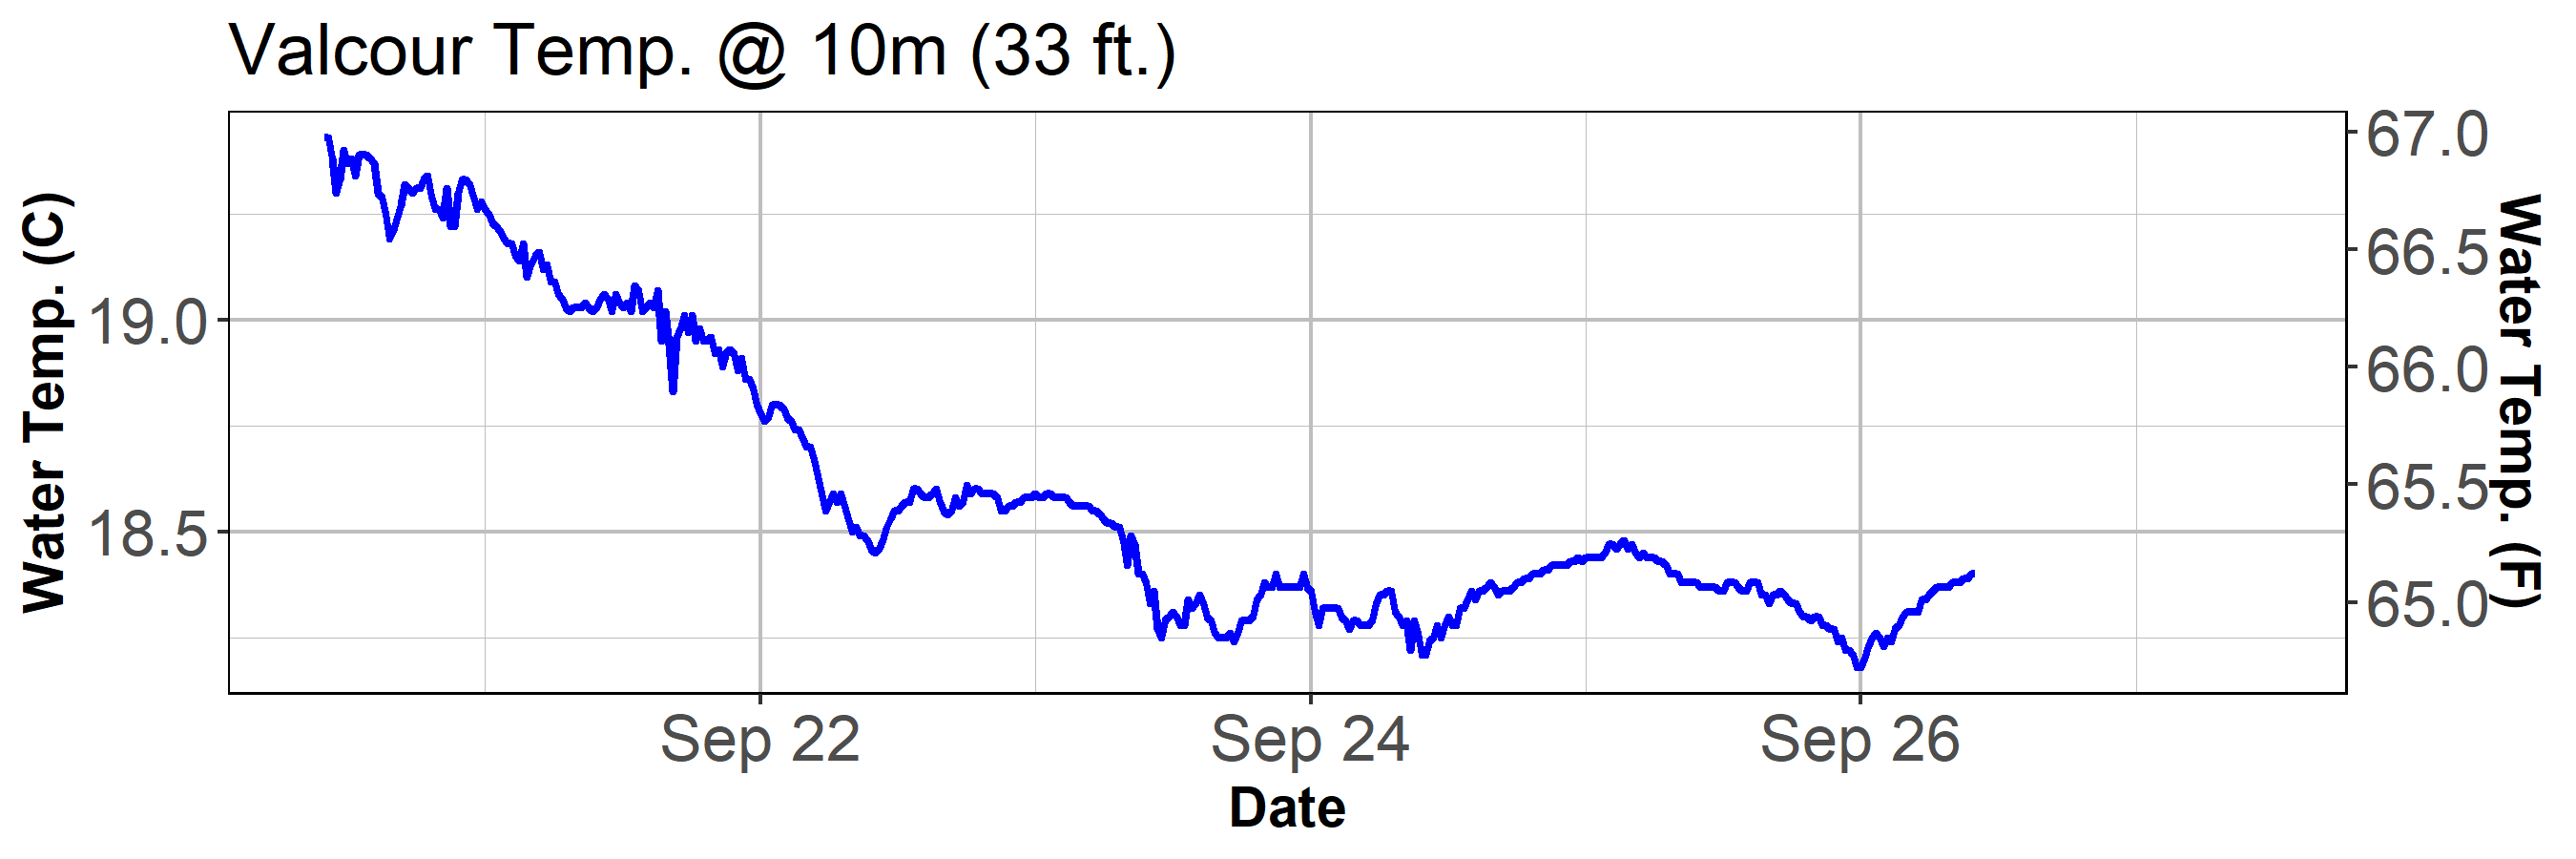 Valcour Temp. @ 10m (33 ft.)
Water Temp. (C)
19.0
18.5
67.0
66.5
66.0
65.5
65.0
Water Temp. (F)
Sep 22
Sep 24
Sep 26
Date